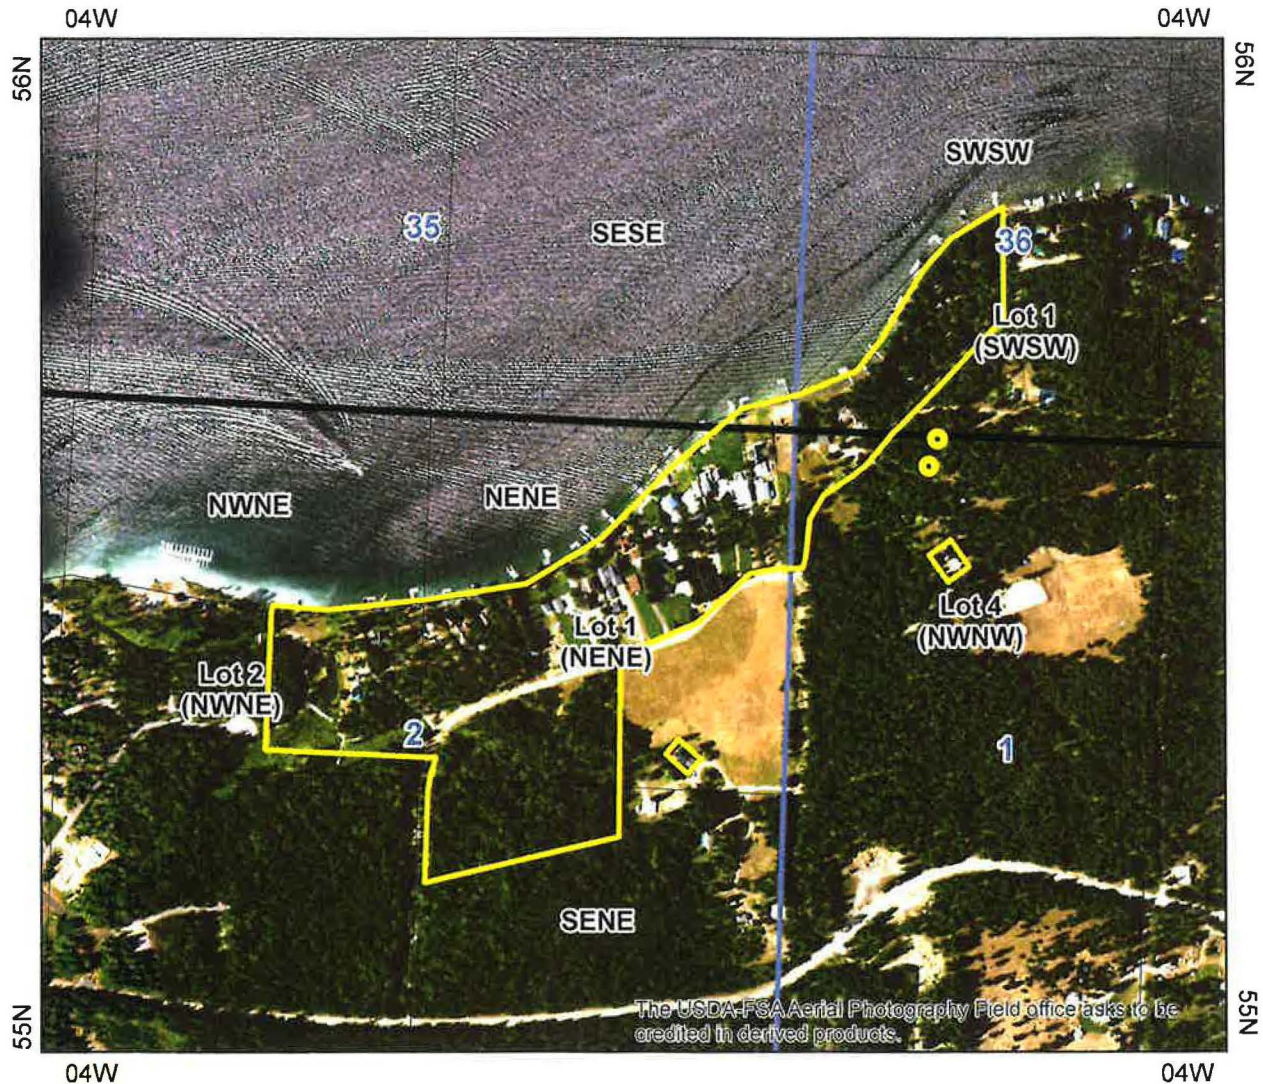 04W
04W
56N
56N
SWSW
35
SESE
36
Lot 1
(SWSW)
NWNE
NENE
Lot 4
(NWNW)
Lot 1
(NENE)
Lot 2
(NWNE)
2
1
SENE
The USDA-FSA Aerial Photography Field office asks to be
credited in derived products.
55N
55N
04W
04W